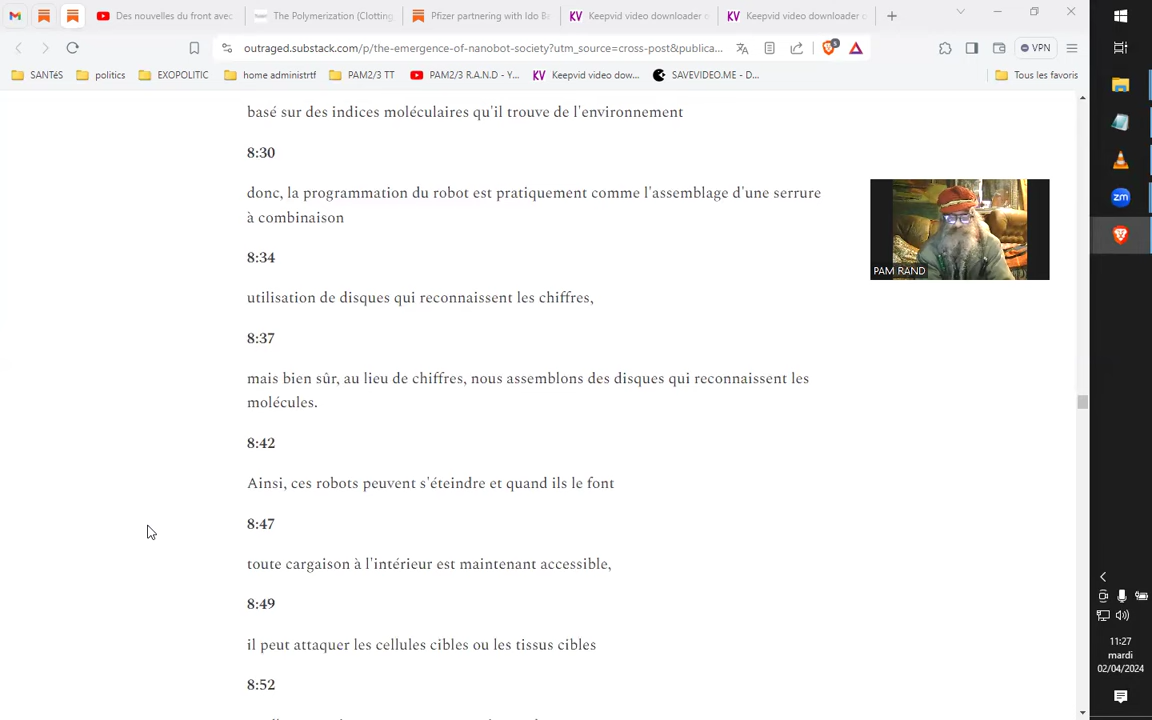 Des nouvelles du front avec
The Polymerization (Clotting
Pfizer partnering with Ido Be
Keepvid video downloader o
Keepvid video downloader o
outraged.substack.com/p/the-emergence-of-nanobot-society?utm_source=cross-post&publica...
VPN
SANTéS
politics
EXOPOLITIC
home administrtf
PAM2/3 TT
PAM2/3 R.A.N.D - Y...
Keepvid video dow...
SAVEVIDEO.ME - D...
Tous les favoris
basé sur des indices moléculaires qu'il trouve de l'environnement
8:30
donc, la programmation du robot est pratiquement comme l'assemblage d'une serrure
à combinaison
8:34
utilisation de disques qui reconnaissent les chiffres,
8:37
mais bien sûr, au lieu de chiffres, nous assemblons des disques qui reconnaissent les
molécules.
8:42
Ainsi, ces robots peuvent s'éteindre et quand ils le font
8:47
toute cargaison à l'intérieur est maintenant accessible,
8:49
il peut attaquer les cellules cibles ou les tissus cibles
8:52
PAM RAND
zm
11:27
mardi
02/04/2024